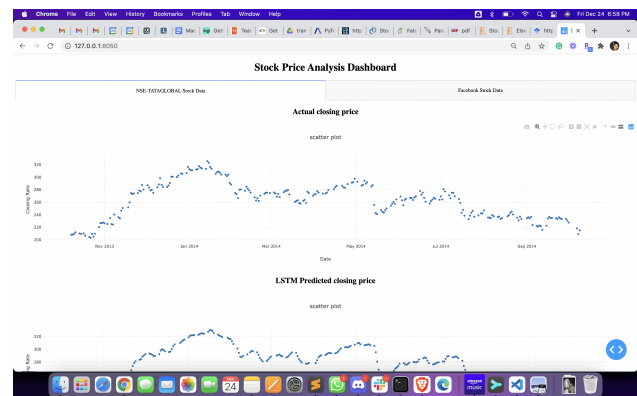 Chrome File Edit View History Bookmarks Profiles Tab Window Help
Fri Dec 24 6:58 PM
127.0.0.1:8050
Stock Price Analysis Dashboard
NSE-TATAGLOBAL Stock Data
Facebook Stock Data
Actual closing price
scatter plot
320
300
280
260
240
220
200
Closing Rate
Nov 2013 Jan 2014 Mar 2014 May 2014 Jul 2014 Sep 2014
Date
LSTM Predicted closing price
scatter plot
320
300
280
24
music